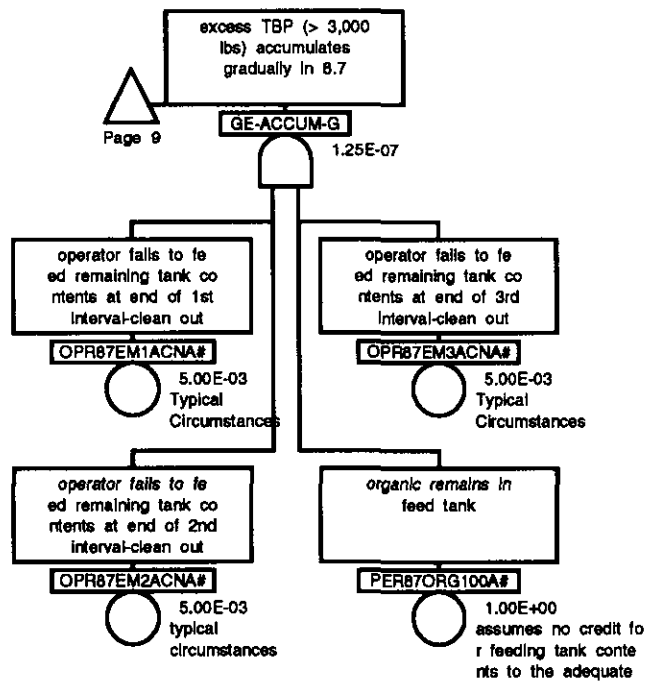 excess TBP (> 3,000
lbs) accumulates
gradually in 8.7
Page 9
GE-ACCUM-G
1.25E-07
operator fails to fe
ed remaining tank co
ntents at end of 1st
interval-clean out
OPR87EM1ACNA#
5.00E-03
Typical
Circumstances
operator fails to fe
ed remaining tank co
ntents at end of 3rd
interval-clean out
OPR87EM3ACNA#
5.00E-03
Typical
Circumstances
operator fails to fe
ed remaining tank co
ntents at end of 2nd
interval-clean out
OPR87EM2ACNA#
5.00E-03
typical
circumstances
organic remains in
feed tank
PER87ORG100A#
1.00E+00
assumes no credit fo
r feeding tank conte
nts to the adequate